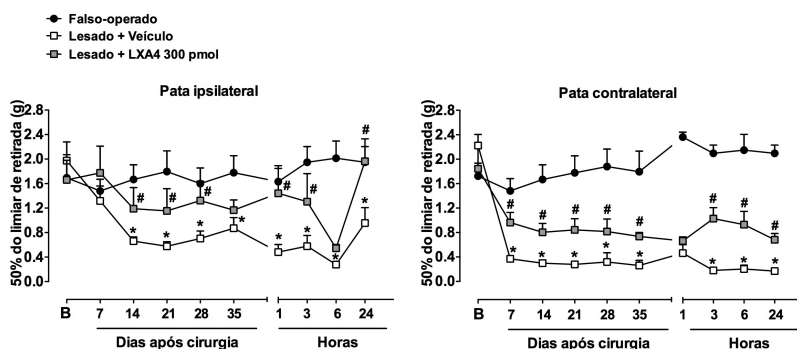 Falso-operado
Lesado + Veículo
Lesado + LXA4 300 pmol
Pata ipsilateral
50% do limiar de retirada (g)
2.8
2.4
2.0
1.6
1.2
0.8
0.4
0.0
# # # # # #
* * * * * * * *
B 7 14 21 28 35 1 3 6 24
Dias após cirurgia Horas
Pata contralateral
50% do limiar de retirada (g)
2.8
2.4
2.0
1.6
1.2
0.8
0.4
0.0
# # # # # # # #
* * * * * * * *
B 7 14 21 28 35 1 3 6 24
Dias após cirurgia Horas